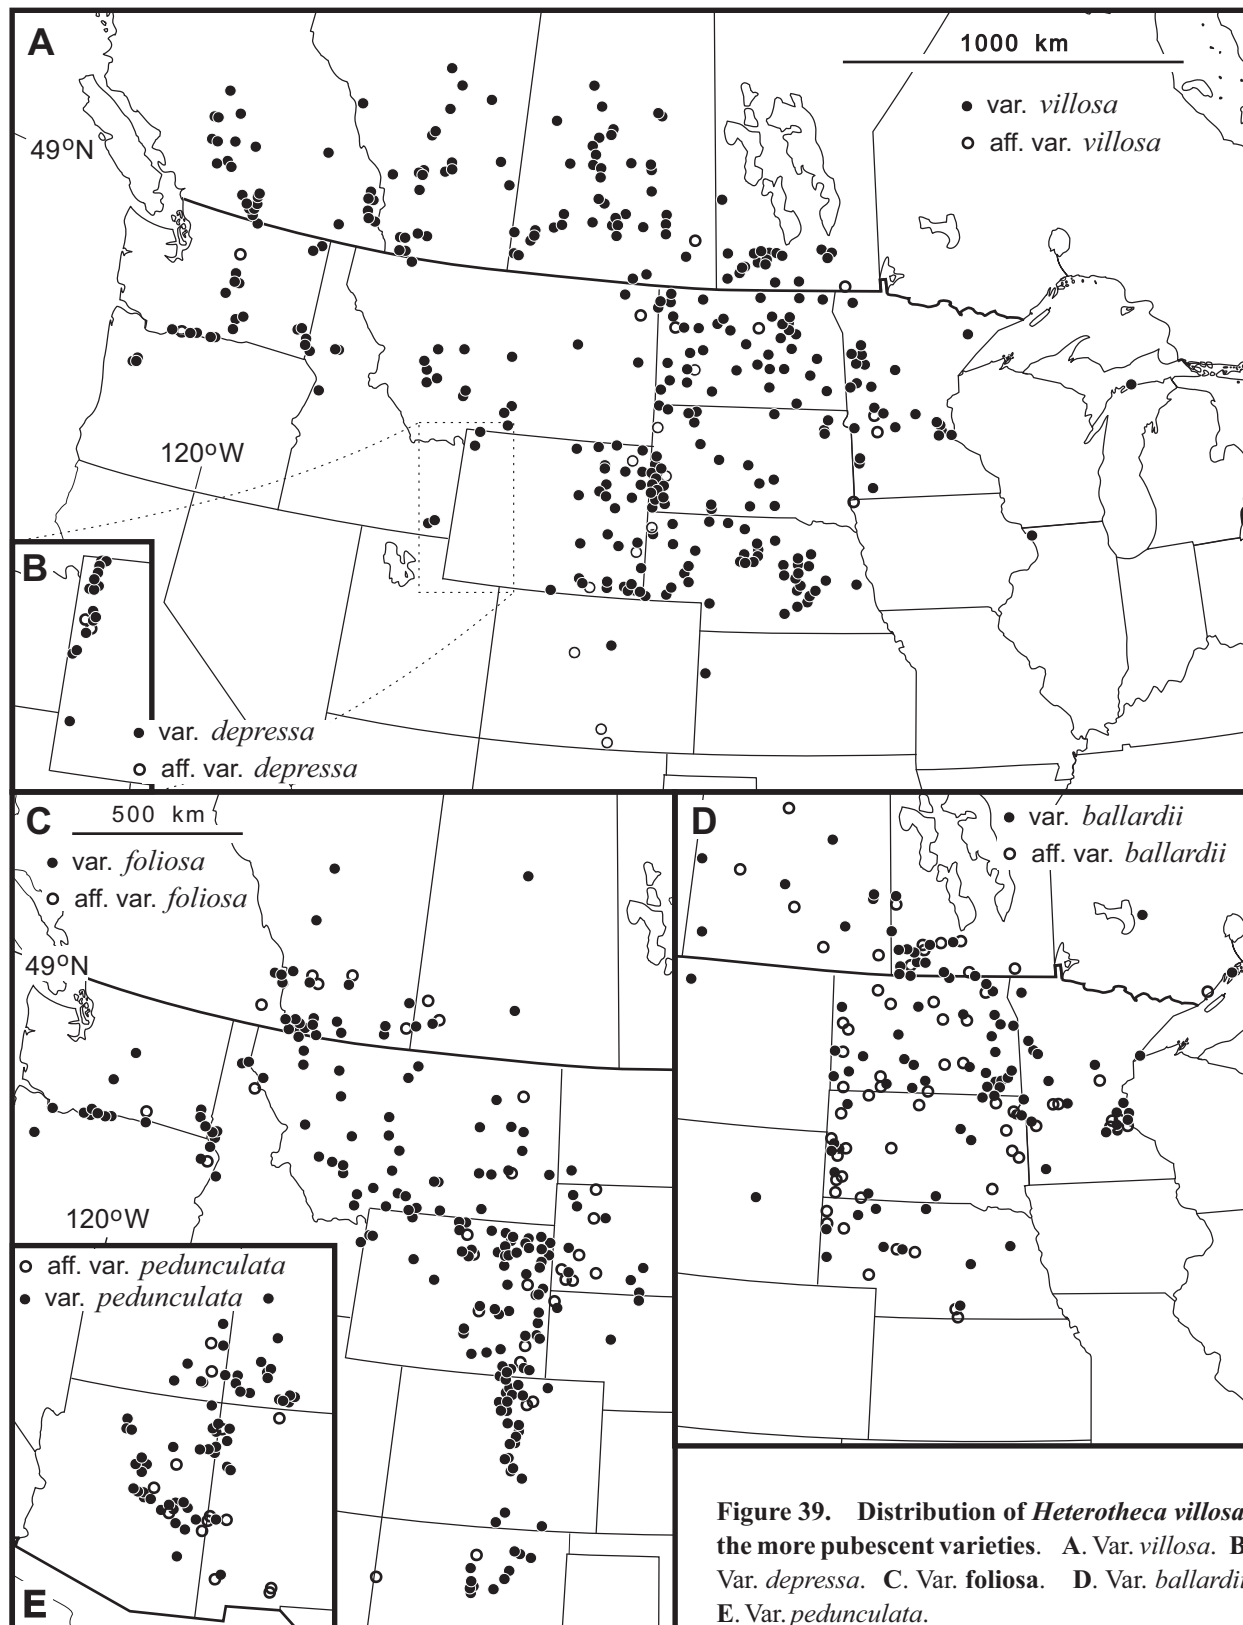 A
1000 km
var. villosa
aff. var. villosa
49°N
120°W
B
var. depressa
aff. var. depressa
C
500 km
var. foliosa
aff. var. foliosa
49°N
120°W
D
var. ballardii
aff. var. ballardii
aff. var. pedunculata
var. pedunculata
E
Figure 39. Distribution of Heterotheca villosa
the more pubescent varieties. A. Var. villosa. B
Var. depressa. C. Var. foliosa. D. Var. ballardii
E. Var. pedunculata.